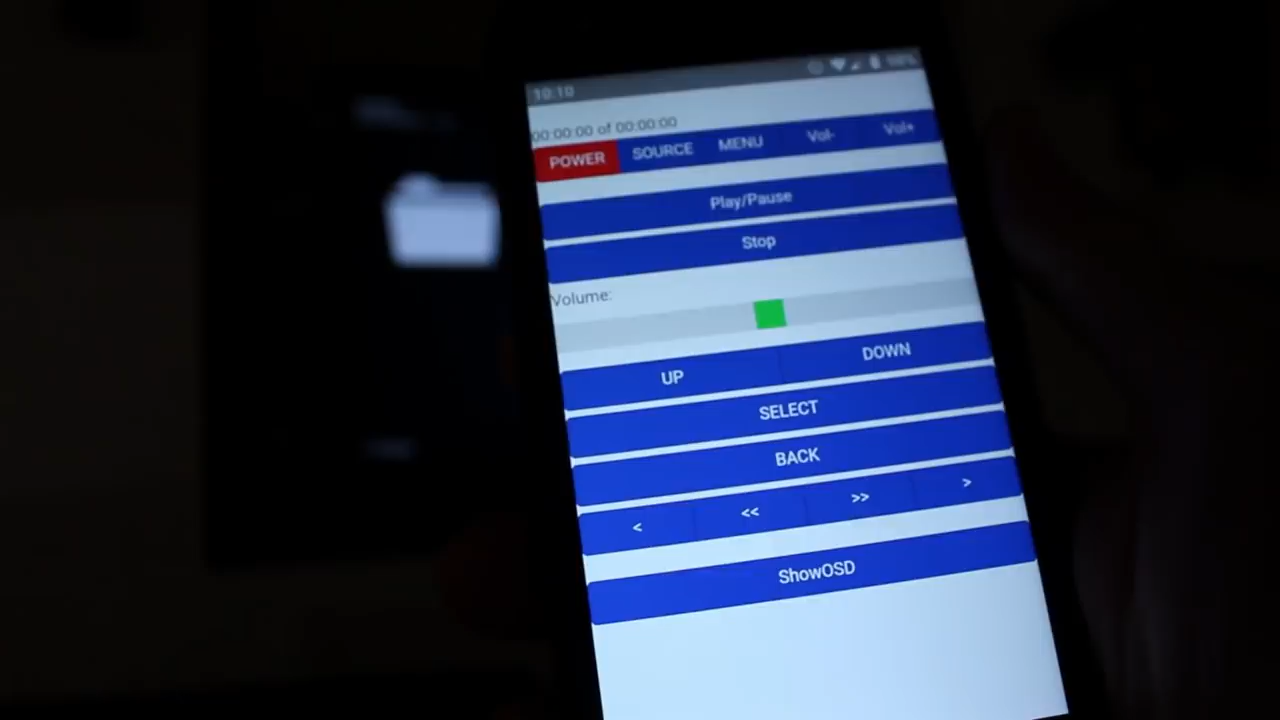 10:10
00:00:00 of 00:00:00
POWER SOURCE MENU Vol- Vol+
Play/Pause
Stop
Volume:
UP DOWN
SELECT
BACK
< << >> >
ShowOSD